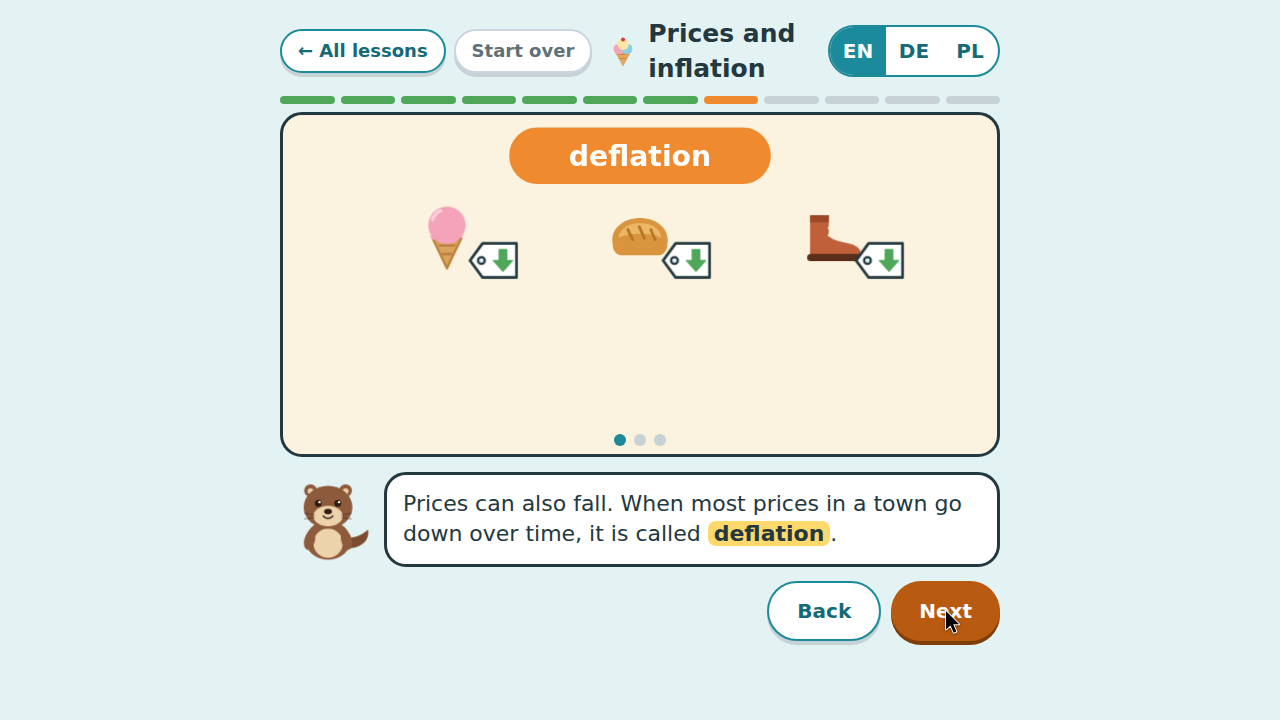 ← All lessons
Start over
Prices and
inflation
EN DE PL
deflation
Prices can also fall. When most prices in a town go
down over time, it is called deflation.
Back
Next